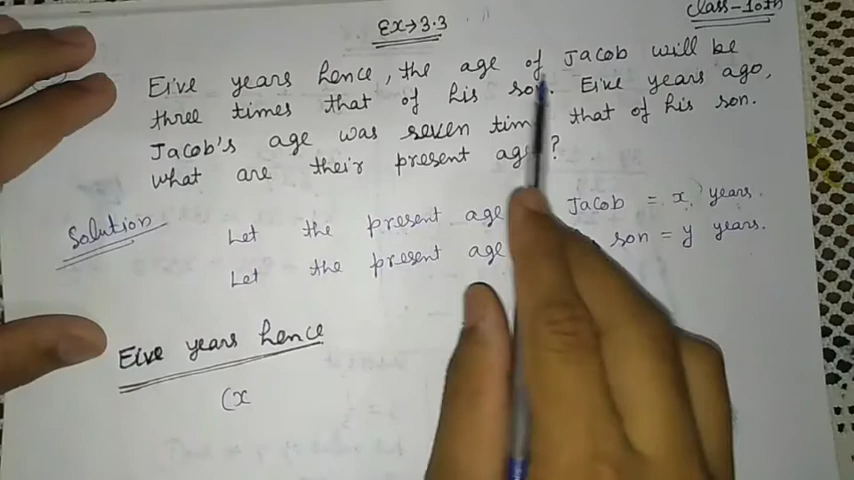 Ex→3.3
Class-10th
Five years hence, the age of Jacob will be
three times that of his son. Five years ago,
Jacob's age was seven tim that of his son.
What are their present ag ?
Solution
Let the present age Jacob = x years.
Let the present age son = y years.
Five years hence
(x